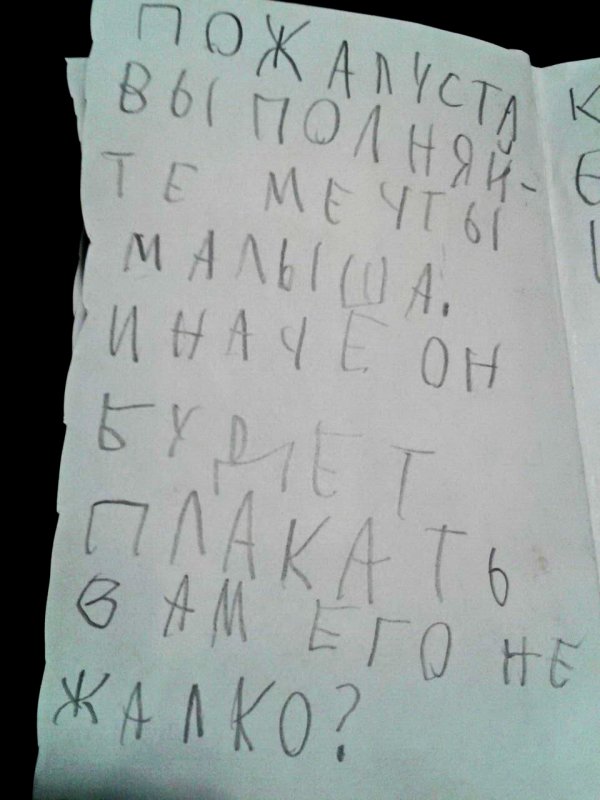 ПОЖАЛУСТА
ВЫ ПОЛНЯЙ-
ТЕ МЕЧТЫ
МАЛЫША.
ИНАЧЕ ОН
БУДЕТ
ПЛАКАТЬ
ВАМ ЕГО НЕ
ЖАЛКО?